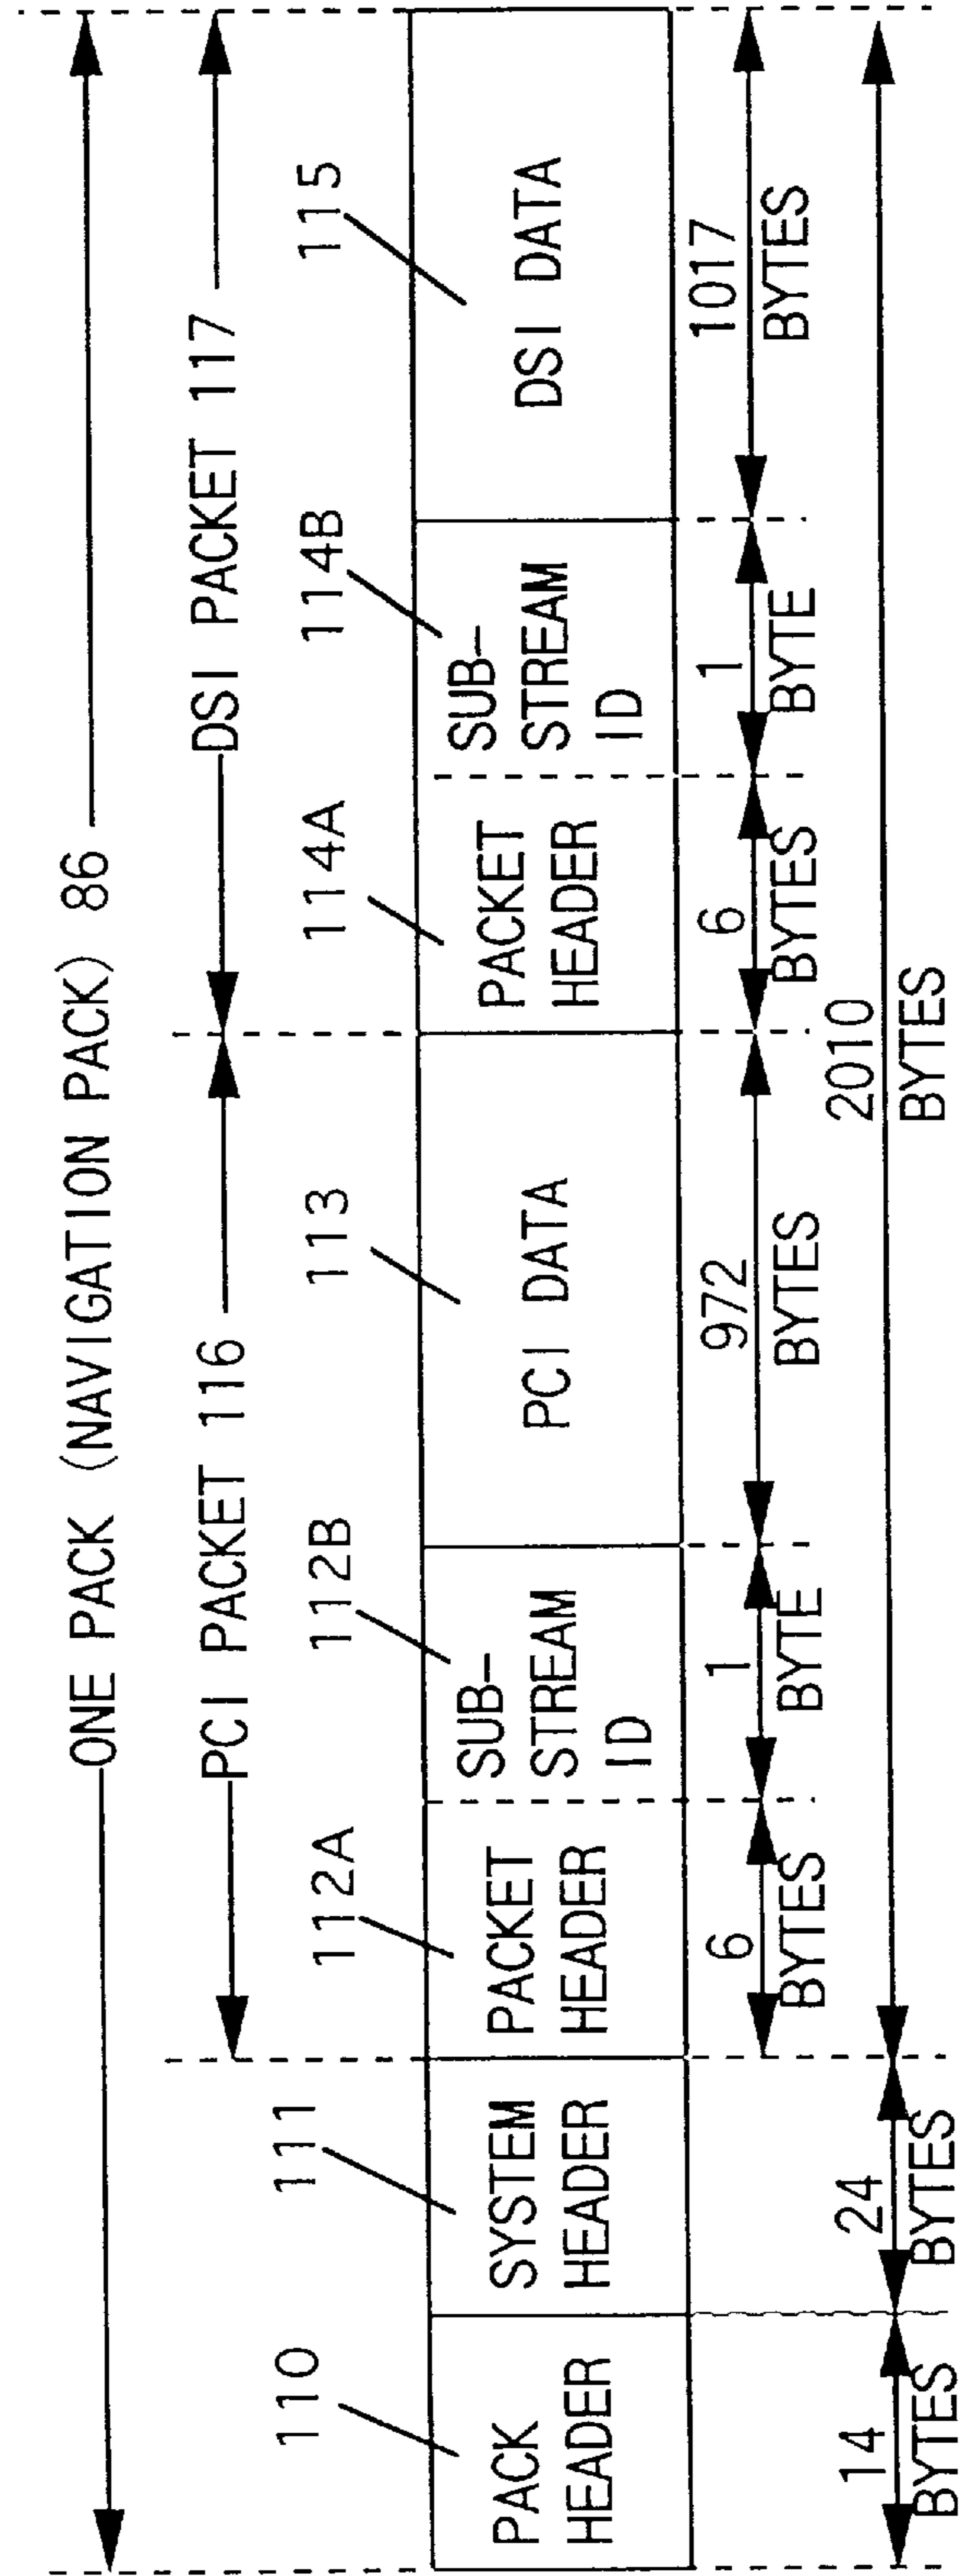 ONE PACK (NAVIGATION PACK) 86
PCI PACKET 116
DSI PACKET 117
110
111
112A
112B
113
114A
114B
115
PACK
HEADER
SYSTEM
HEADER
PACKET
HEADER
SUB-
STREAM
ID
PCI DATA
PACKET
HEADER
SUB-
STREAM
ID
DSI DATA
6
BYTES
1
BYTE
972
BYTES
6
BYTES
1
BYTE
1017
BYTES
14
BYTES
24
BYTES
2010
BYTES